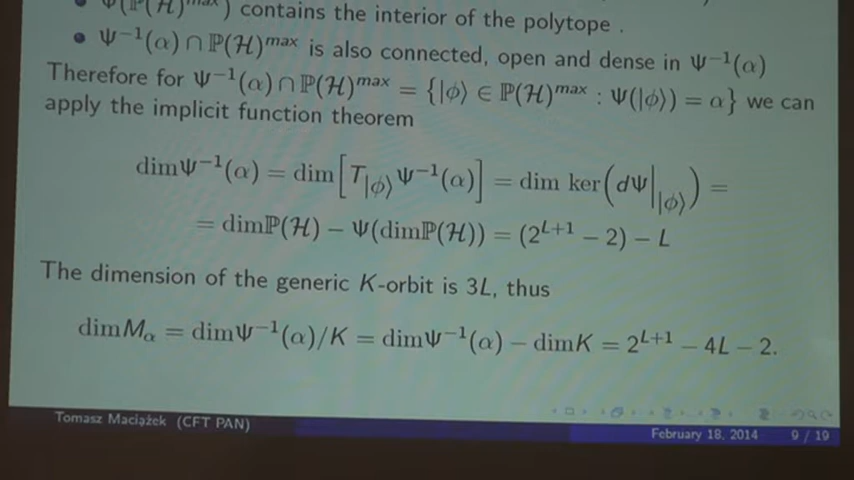 • Ψ(ℙ(ℋ)^{max}) contains the interior of the polytope .
• Ψ⁻¹(α) ∩ ℙ(ℋ)^{max} is also connected, open and dense in Ψ⁻¹(α)
Therefore for Ψ⁻¹(α) ∩ ℙ(ℋ)^{max} = {|ϕ⟩ ∈ ℙ(ℋ)^{max} : Ψ(|ϕ⟩) = α} we can
apply the implicit function theorem
dimΨ⁻¹(α) = dim[T_{|ϕ⟩}Ψ⁻¹(α)] = dim ker(dΨ|_{|ϕ⟩}) =
= dimℙ(ℋ) − Ψ(dimℙ(ℋ)) = (2^{L+1} − 2) − L
The dimension of the generic K-orbit is 3L, thus
dimM_α = dimΨ⁻¹(α)/K = dimΨ⁻¹(α) − dimK = 2^{L+1} − 4L − 2.
Tomasz Maciążek (CFT PAN)
February 18, 2014 9 / 19